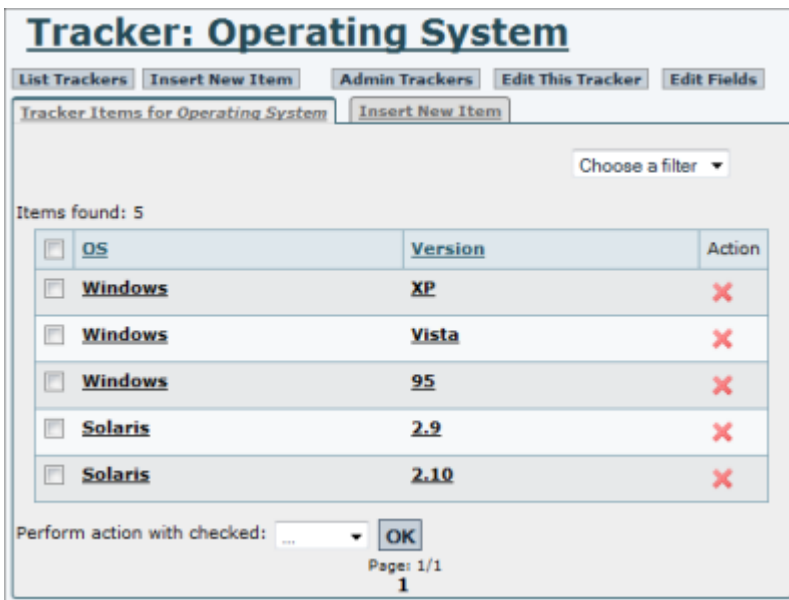 Tracker: Operating System
List Trackers Insert New Item Admin Trackers Edit This Tracker Edit Fields
Tracker Items for Operating System Insert New Item
Choose a filter
Items found: 5
OS Version Action
Windows XP
Windows Vista
Windows 95
Solaris 2.9
Solaris 2.10
Perform action with checked: ... OK
Page: 1/1
1